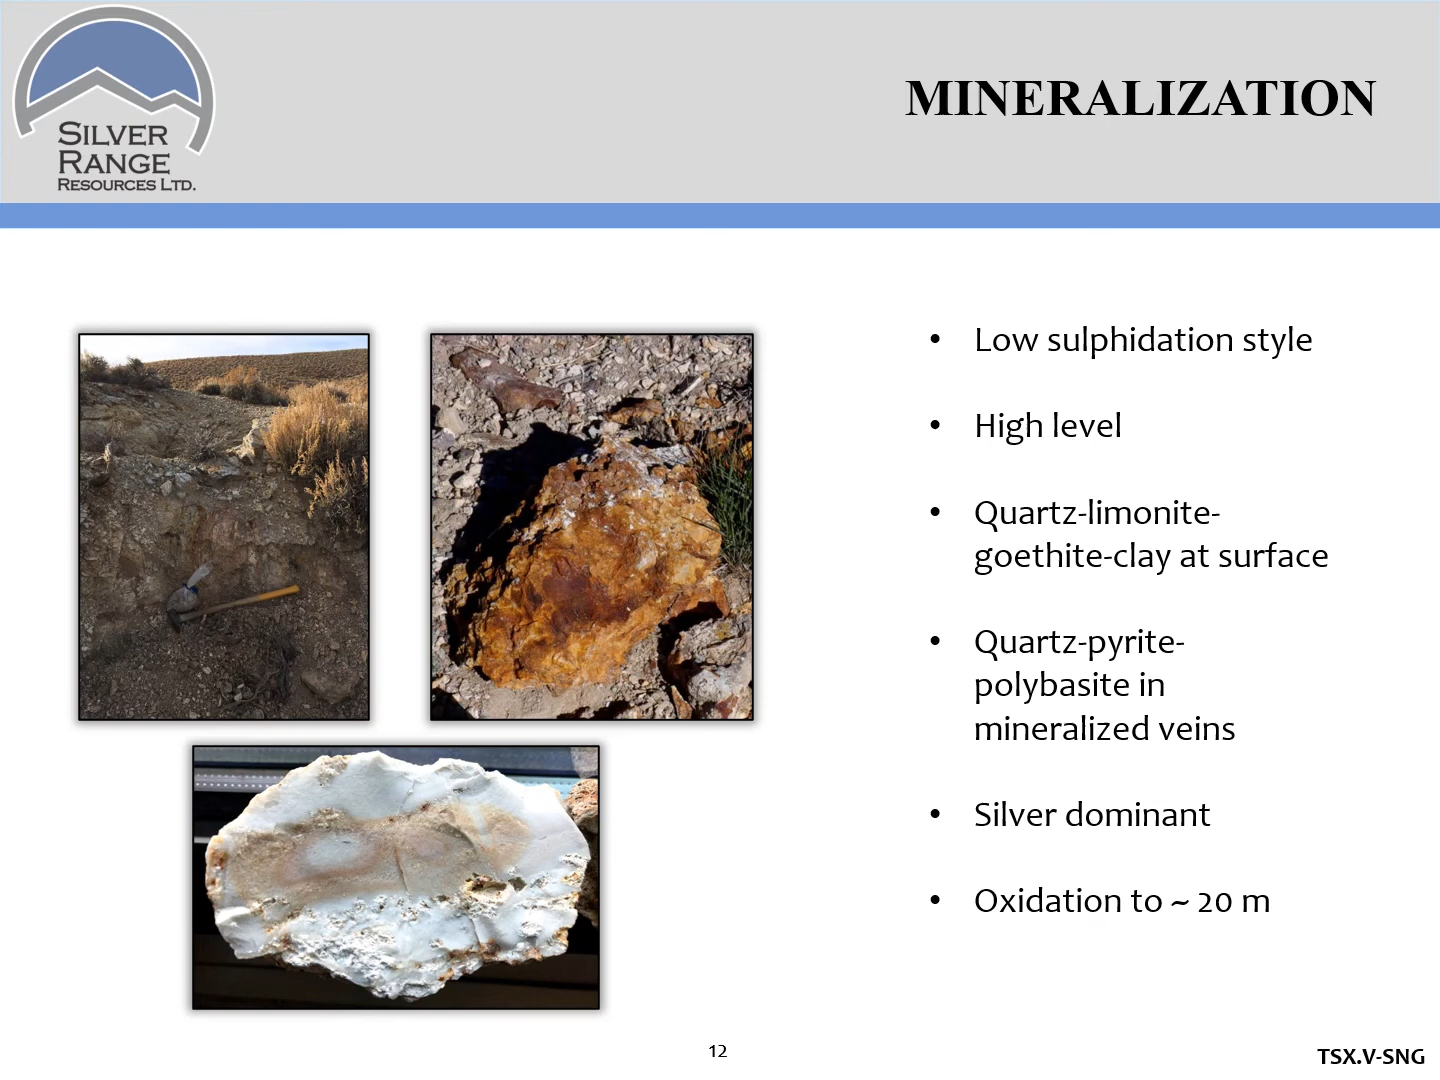 SILVER
RANGE
RESOURCES LTD.
MINERALIZATION
• Low sulphidation style
• High level
• Quartz-limonite-
goethite-clay at surface
• Quartz-pyrite-
polybasite in
mineralized veins
• Silver dominant
• Oxidation to ~ 20 m
12
TSX.V-SNG